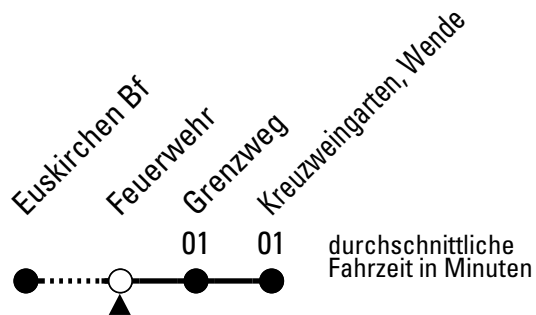 Euskirchen Bf
Feuerwehr
Grenzweg
Kreuzweingarten, Wende
01 01 durchschnittliche
Fahrzeit in Minuten